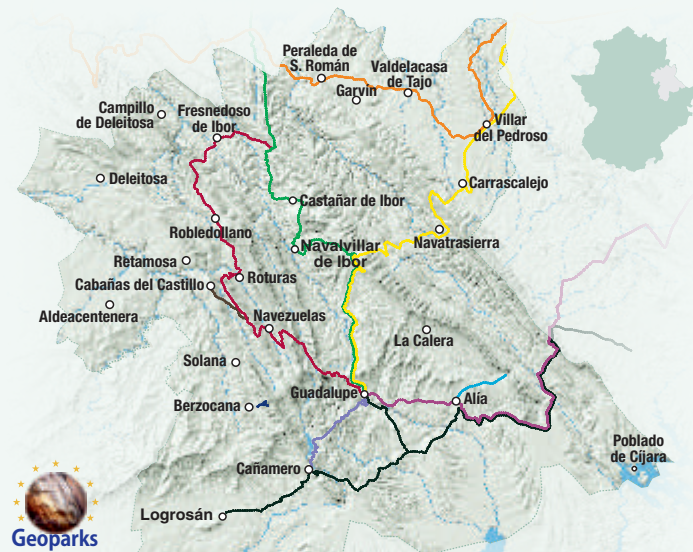 Peraleda de
S. Román
Valdelacasa
de Tajo
Garvín
Campillo
de Deleitosa
Fresnedoso
de Ibor
Villar
del Pedroso
Deleitosa
Carrascalejo
Castañar de Ibor
Robledollano
Navatrasierra
Navalvillar
de Ibor
Retamosa
Roturas
Cabañas del Castillo
Aldeacentenera
Navezuelas
La Calera
Solana
Guadalupe
Alía
Berzocana
Poblado
de Cíjara
Cañamero
Logrosán
Geoparks